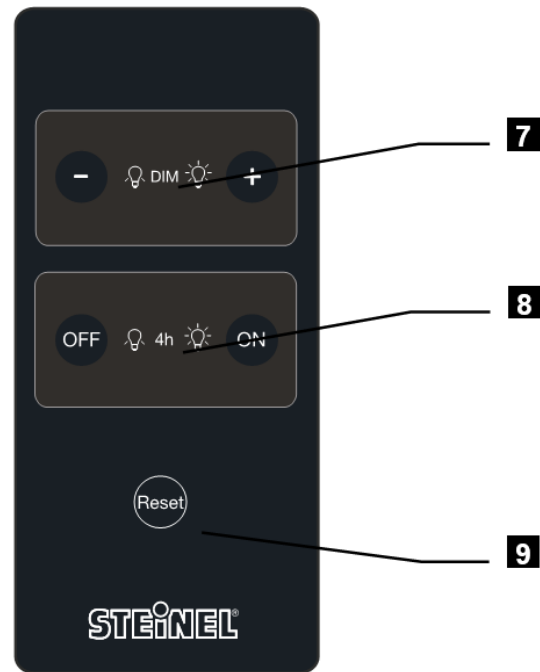 − DIM +
7
OFF 4h ON
8
Reset
9
STEINEL®